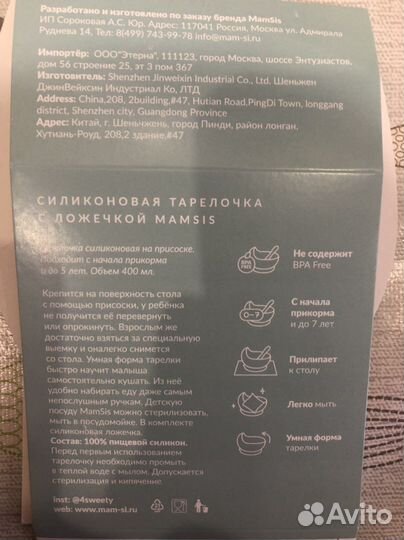 Разработано и изготовлено по заказу бренда MamSis
ИП Сороковая А.С. Юр. Адрес: 117041 Россия, Москва ул. Адмирала
Руднева 14, Тел: 8(499) 743-99-78 info@mam-si.ru
Импортёр: ООО"Этерна", 111123, город Москва, шоссе Энтузиастов,
дом 56 строение 25, эт 3 пом 367
Изготовитель: Shenzhen Jinweixin Industrial Co., Ltd. Шеньжен
ДжинВейксин Индустриал Ко, ЛТД
Address: China,208, 2building,#47, Hutian Road,PingDi Town, longgang
district, Shenzhen city, Guangdong Province
Адрес: Китай, г. Шеньчжень, город Пинди, район лонган.
Хутиань-Роуд, 208,2 здание,#47
СИЛИКОНОВАЯ ТАРЕЛОЧКА
С ЛОЖЕЧКОЙ MAMSIS
Тарелочка силиконовая на присоске.
Подходит с начала прикорма
и до 5 лет. Объем 400 мл.
Крепится на поверхность стола
с помощью присоски, у ребёнка
не получится её перевернуть
или опрокинуть. Взрослым же
достаточно взяться за специальную
выемку и оналегко снимется
со стола. Умная форма тарелки
быстро научит малыша
самостоятельно кушать. Из неё
удобно набирать еду даже самым
непослушным ручкам. Детскую
посуду MamSis можно стерилизовать,
мыть в посудомойке. В комплекте
силиконовая ложечка.
Состав: 100% пищевой силикон.
Перед первым использованием
тарелочку необходимо промыть
в теплой воде с мылом. Допускается
стерилизация и кипячение.
inst: @4sweety
web: www.mam-si.ru
BPA
FREE
Не содержит
BPA Free
0-7
С начала
прикорма
и до 7 лет
Прилипает
к столу
Легко мыть
Умная форма
тарелки
Avito